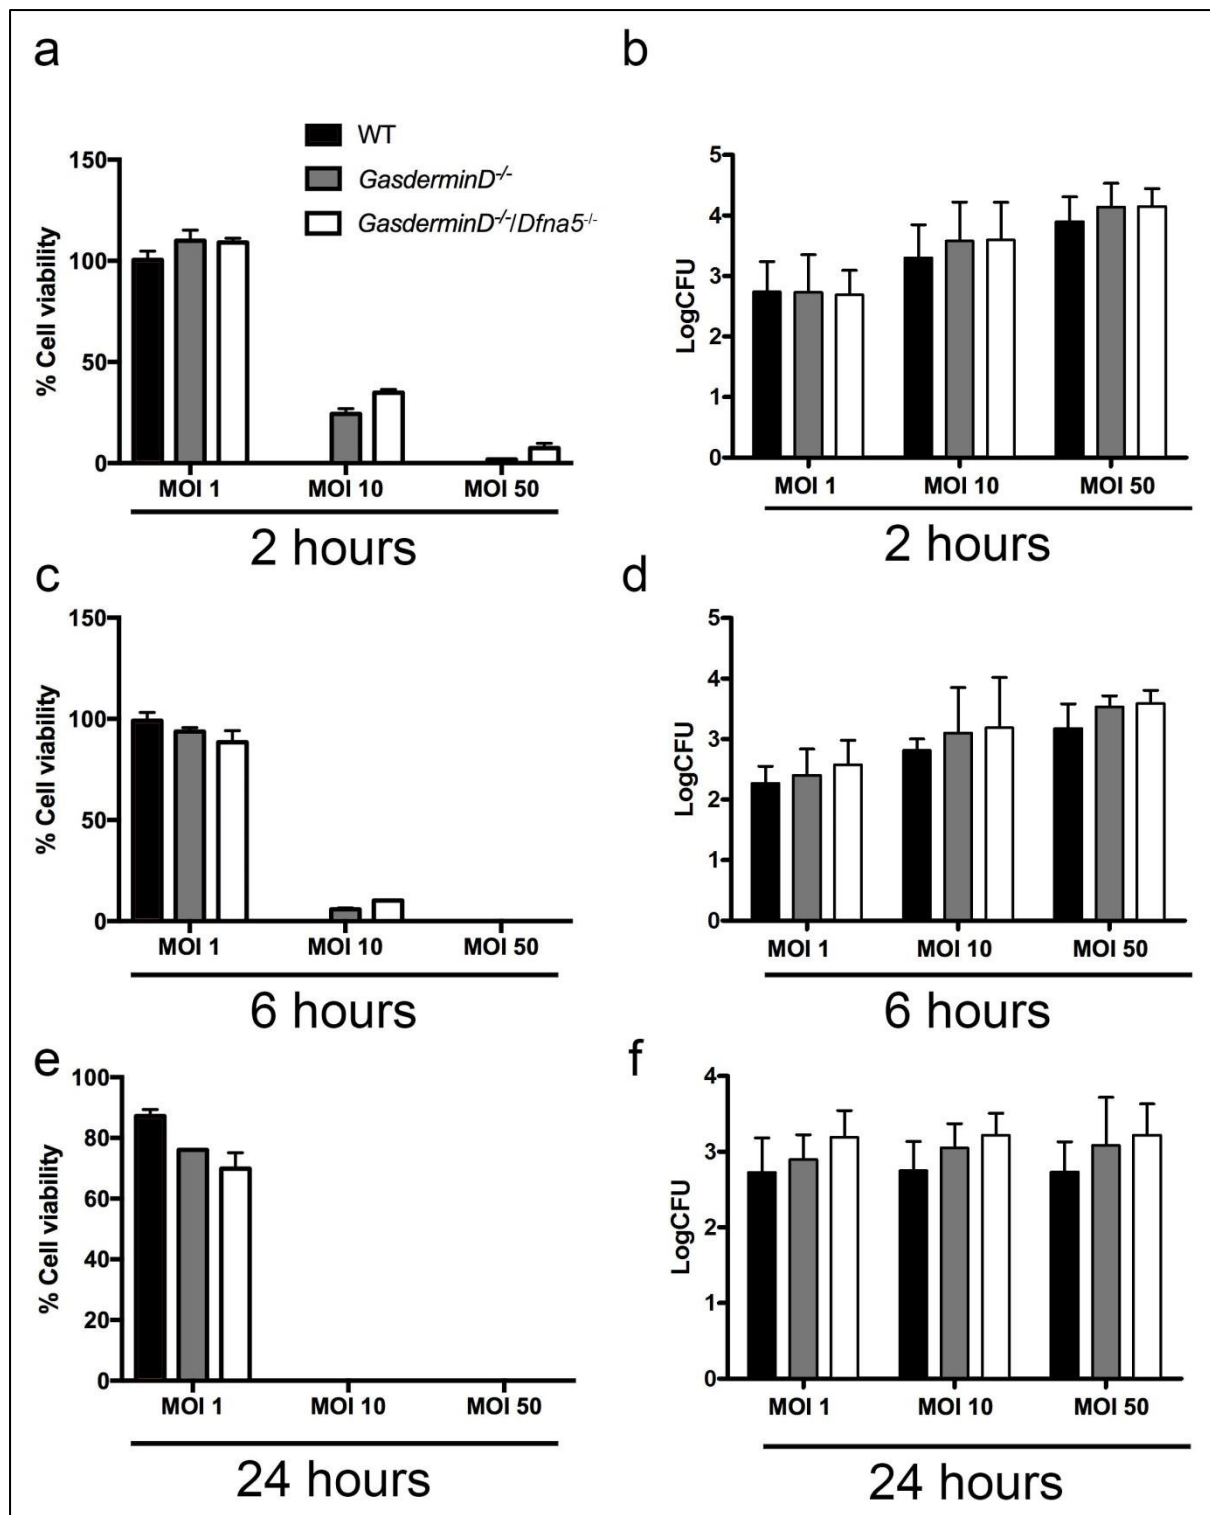 a
WT
GasderminD-/-
GasderminD-/-/Dfna5-/-
% Cell viability
150
100
50
0
MOI 1 MOI 10 MOI 50
2 hours
b
LogCFU
5
4
3
2
1
0
MOI 1 MOI 10 MOI 50
2 hours
c
% Cell viability
150
100
50
0
MOI 1 MOI 10 MOI 50
6 hours
d
LogCFU
5
4
3
2
1
0
MOI 1 MOI 10 MOI 50
6 hours
e
% Cell viability
100
80
60
40
20
0
MOI 1 MOI 10 MOI 50
24 hours
f
LogCFU
4
3
2
1
0
MOI 1 MOI 10 MOI 50
24 hours